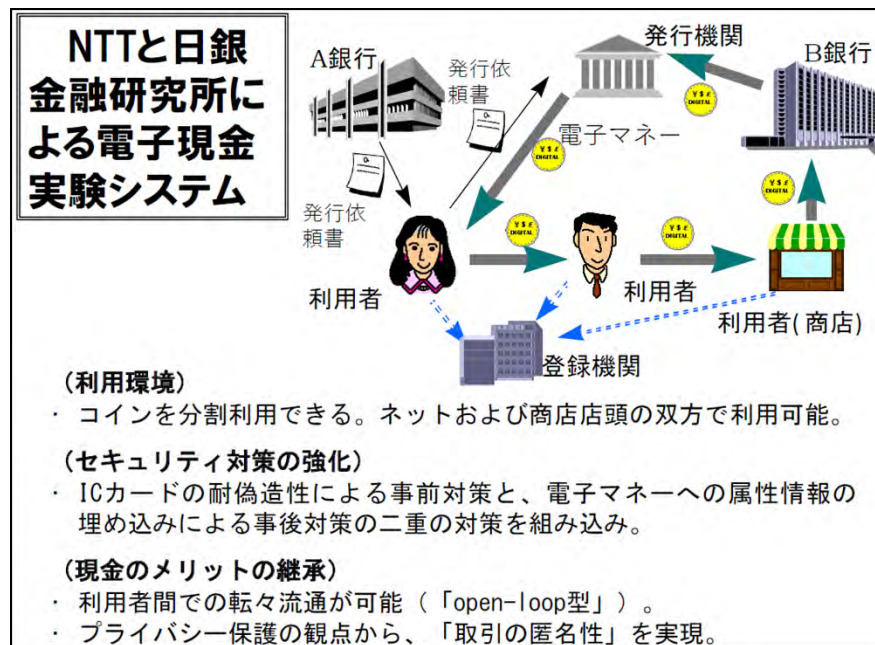 NTTと日銀
金融研究所に
よる電子現金
実験システム
A銀行
発行依
頼書
発行機関
B銀行
¥$£
DIGITAL
電子マネー
¥$£
DIGITAL
¥$£
DIGITAL
発行依
頼書
¥$£
DIGITAL
¥$£
DIGITAL
利用者
利用者
利用者(商店)
登録機関
(利用環境)
・ コインを分割利用できる。ネットおよび商店店頭の双方で利用可能。
(セキュリティ対策の強化)
・ ICカードの耐偽造性による事前対策と、電子マネーへの属性情報の
埋め込みによる事後対策の二重の対策を組み込み。
(現金のメリットの継承)
・ 利用者間での転々流通が可能(「open-loop型」)。
・ プライバシー保護の観点から、「取引の匿名性」を実現。